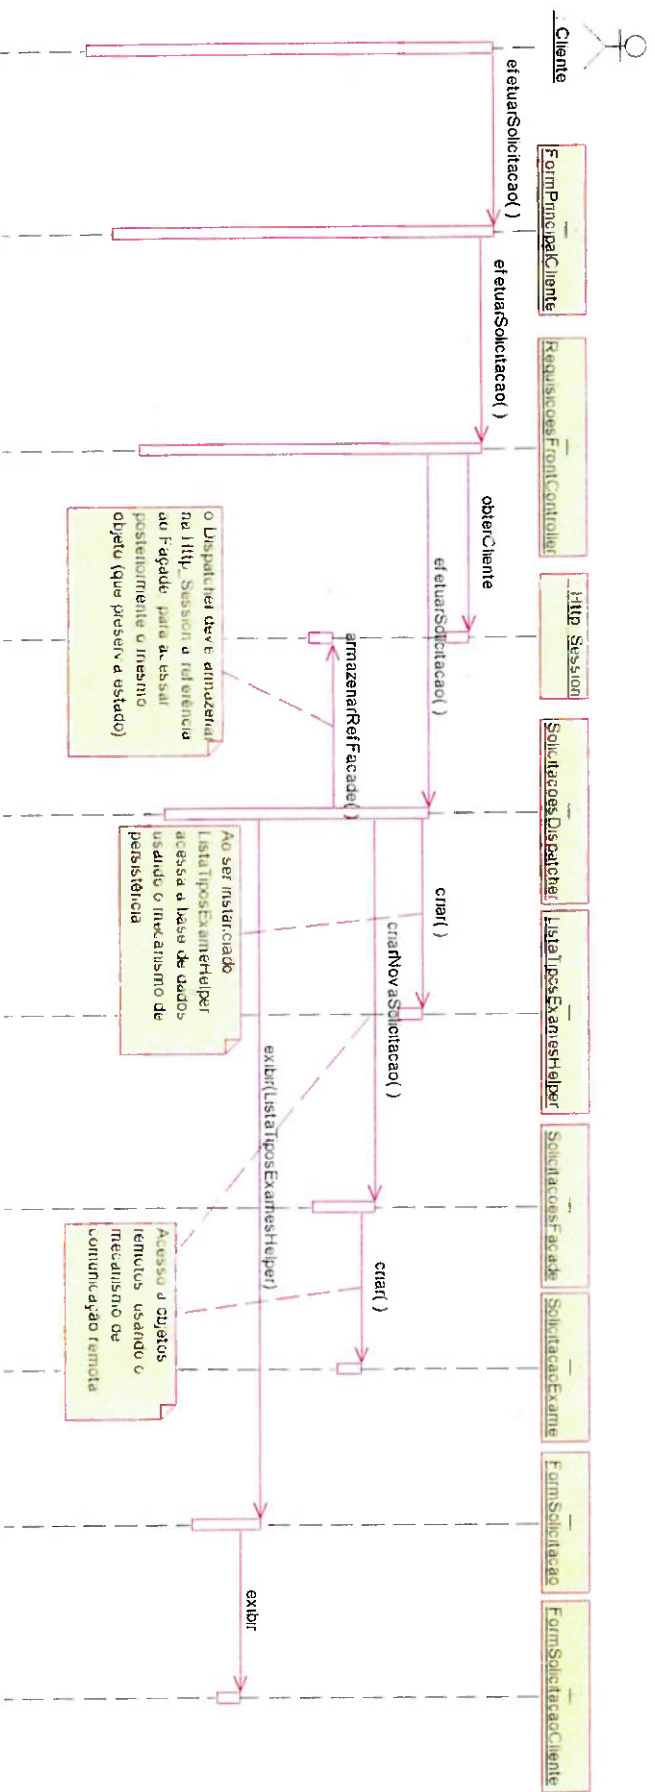 : Cliente
: FormPrincipalCliente
: RequisicoesFrontController
: Http_Session
: SolicitacoesDispatcher
: ListaTiposExamesHelper
: SolicitacoesFacade
: SolicitacaoExame
: FormSolicitacao
: FormSolicitacaoCliente
efetuarSolicitacao( )
efetuarSolicitacao( )
obterCliente
efetuarSolicitacao( )
criar( )
criarNovaSolicitacao( )
criar( )
armazenarRefFacade( )
exibir(ListaTiposExamesHelper)
exibir
o Dispatcher deve armazenar
na Http_Session a referência
ao Façade, para acessar
posteriormente o mesmo
objeto (que preserva estado)
Ao ser instanciado
ListaTiposExameHelper
acessa a base de dados
usando o mecanismo de
persistência
Acesso a objetos
remotos usando o
mecanismo de
comunicação remota